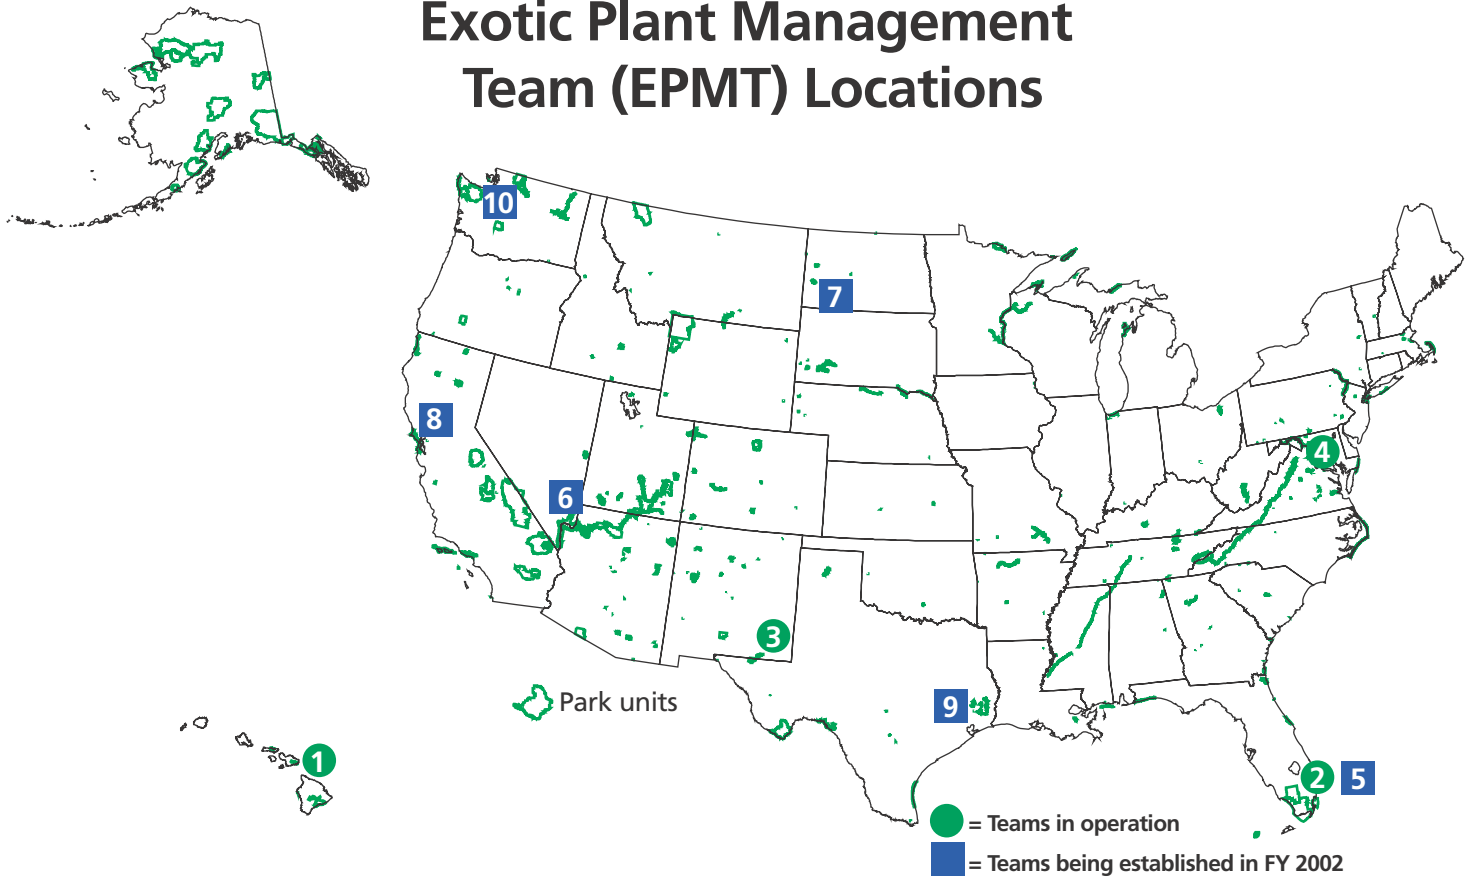 Exotic Plant Management
Team (EPMT) Locations
10
7
8
4
6
3
Park units
9
1
2
5
= Teams in operation
= Teams being established in FY 2002